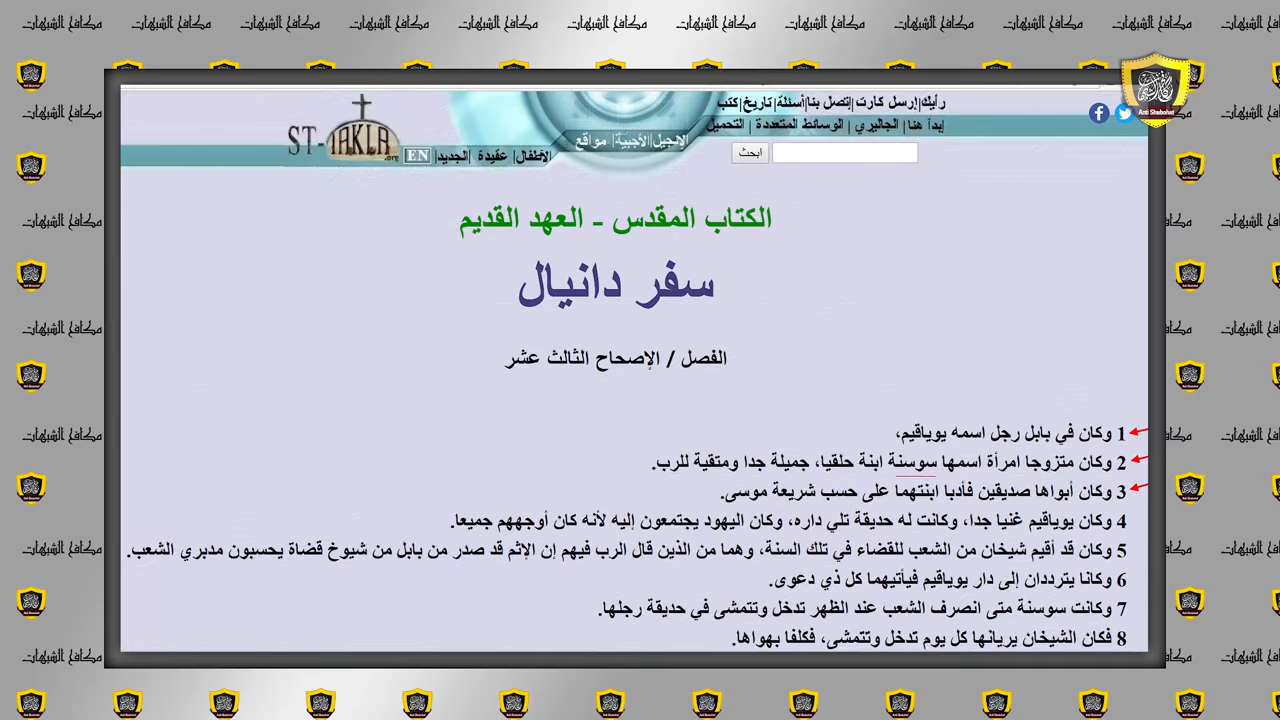 مكافح الشبهات
Anti Shubohat
رأيك|إرسل كارت|إتصل بنا|أسئلة|تاريخ|كتب
إبدأ هنا|الجاليري|الوسائط المتعددة|التحميل
الإنجيل|الأجنبية|مواقع
ST-TAKLA.org
EN
الأطفال|عقيدة|الجديد
ابحث
الكتاب المقدس - العهد القديم
سفر دانيال
الفصل / الإصحاح الثالث عشر
1 وكان في بابل رجل اسمه يوياقيم،
2 وكان متزوجا امرأة اسمها سوسنة ابنة حلقيا، جميلة جدا ومتقية للرب.
3 وكان أبواها صديقين فأدبا ابنتهما على حسب شريعة موسى.
4 وكان يوياقيم غنيا جدا، وكانت له حديقة تلي داره، وكان اليهود يجتمعون إليه لأنه كان أوجههم جميعا.
5 وكان قد أقيم شيخان من الشعب للقضاء في تلك السنة، وهما من الذين قال الرب فيهم إن الإثم قد صدر من بابل من شيوخ قضاة يحسبون مدبري الشعب.
6 وكانا يترددان إلى دار يوياقيم فيأتيهما كل ذي دعوى.
7 وكانت سوسنة متى انصرف الشعب عند الظهر تدخل وتتمشى في حديقة رجلها.
8 فكان الشيخان يريانها كل يوم تدخل وتتمشى، فكلفا بهواها.